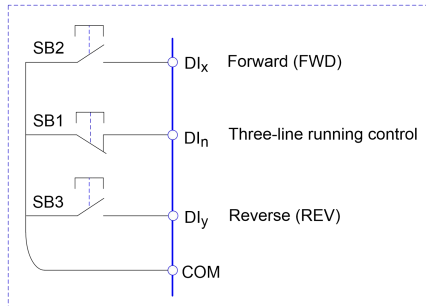 SB2 DIx Forward (FWD)
SB1 DIn Three-line running control
SB3 DIy Reverse (REV)
COM